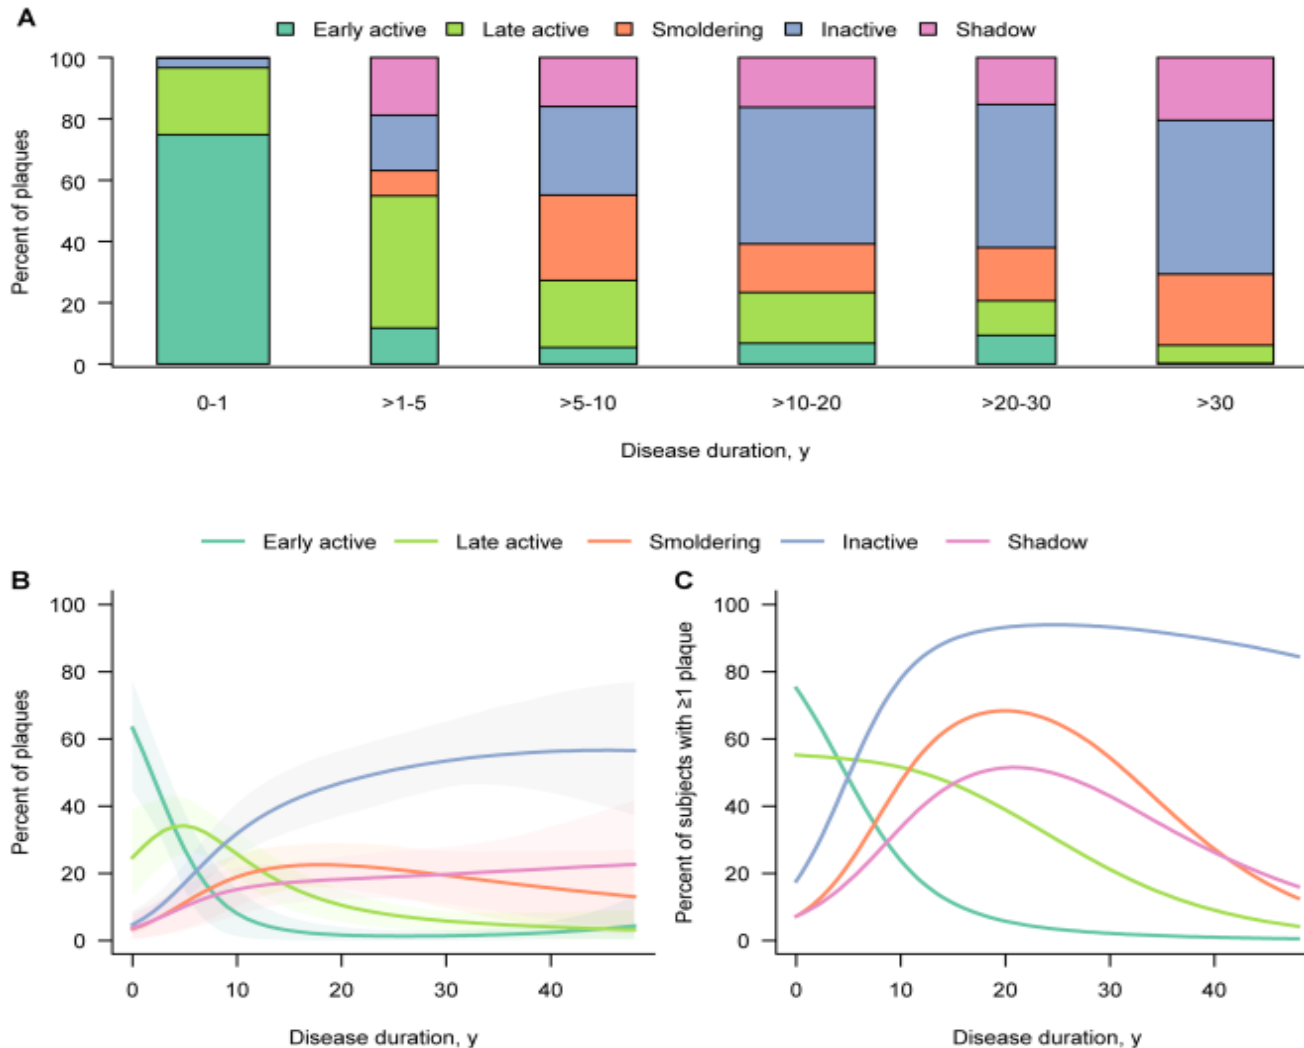 A
Early active Late active Smoldering Inactive Shadow
100
80
60
40
20
0
Percent of plaques
0-1 >1-5 >5-10 >10-20 >20-30 >30
Disease duration, y
Early active Late active Smoldering Inactive Shadow
B
100
80
60
40
20
0
Percent of plaques
0 10 20 30 40
Disease duration, y
C
100
80
60
40
20
0
Percent of subjects with ≥1 plaque
0 10 20 30 40
Disease duration, y